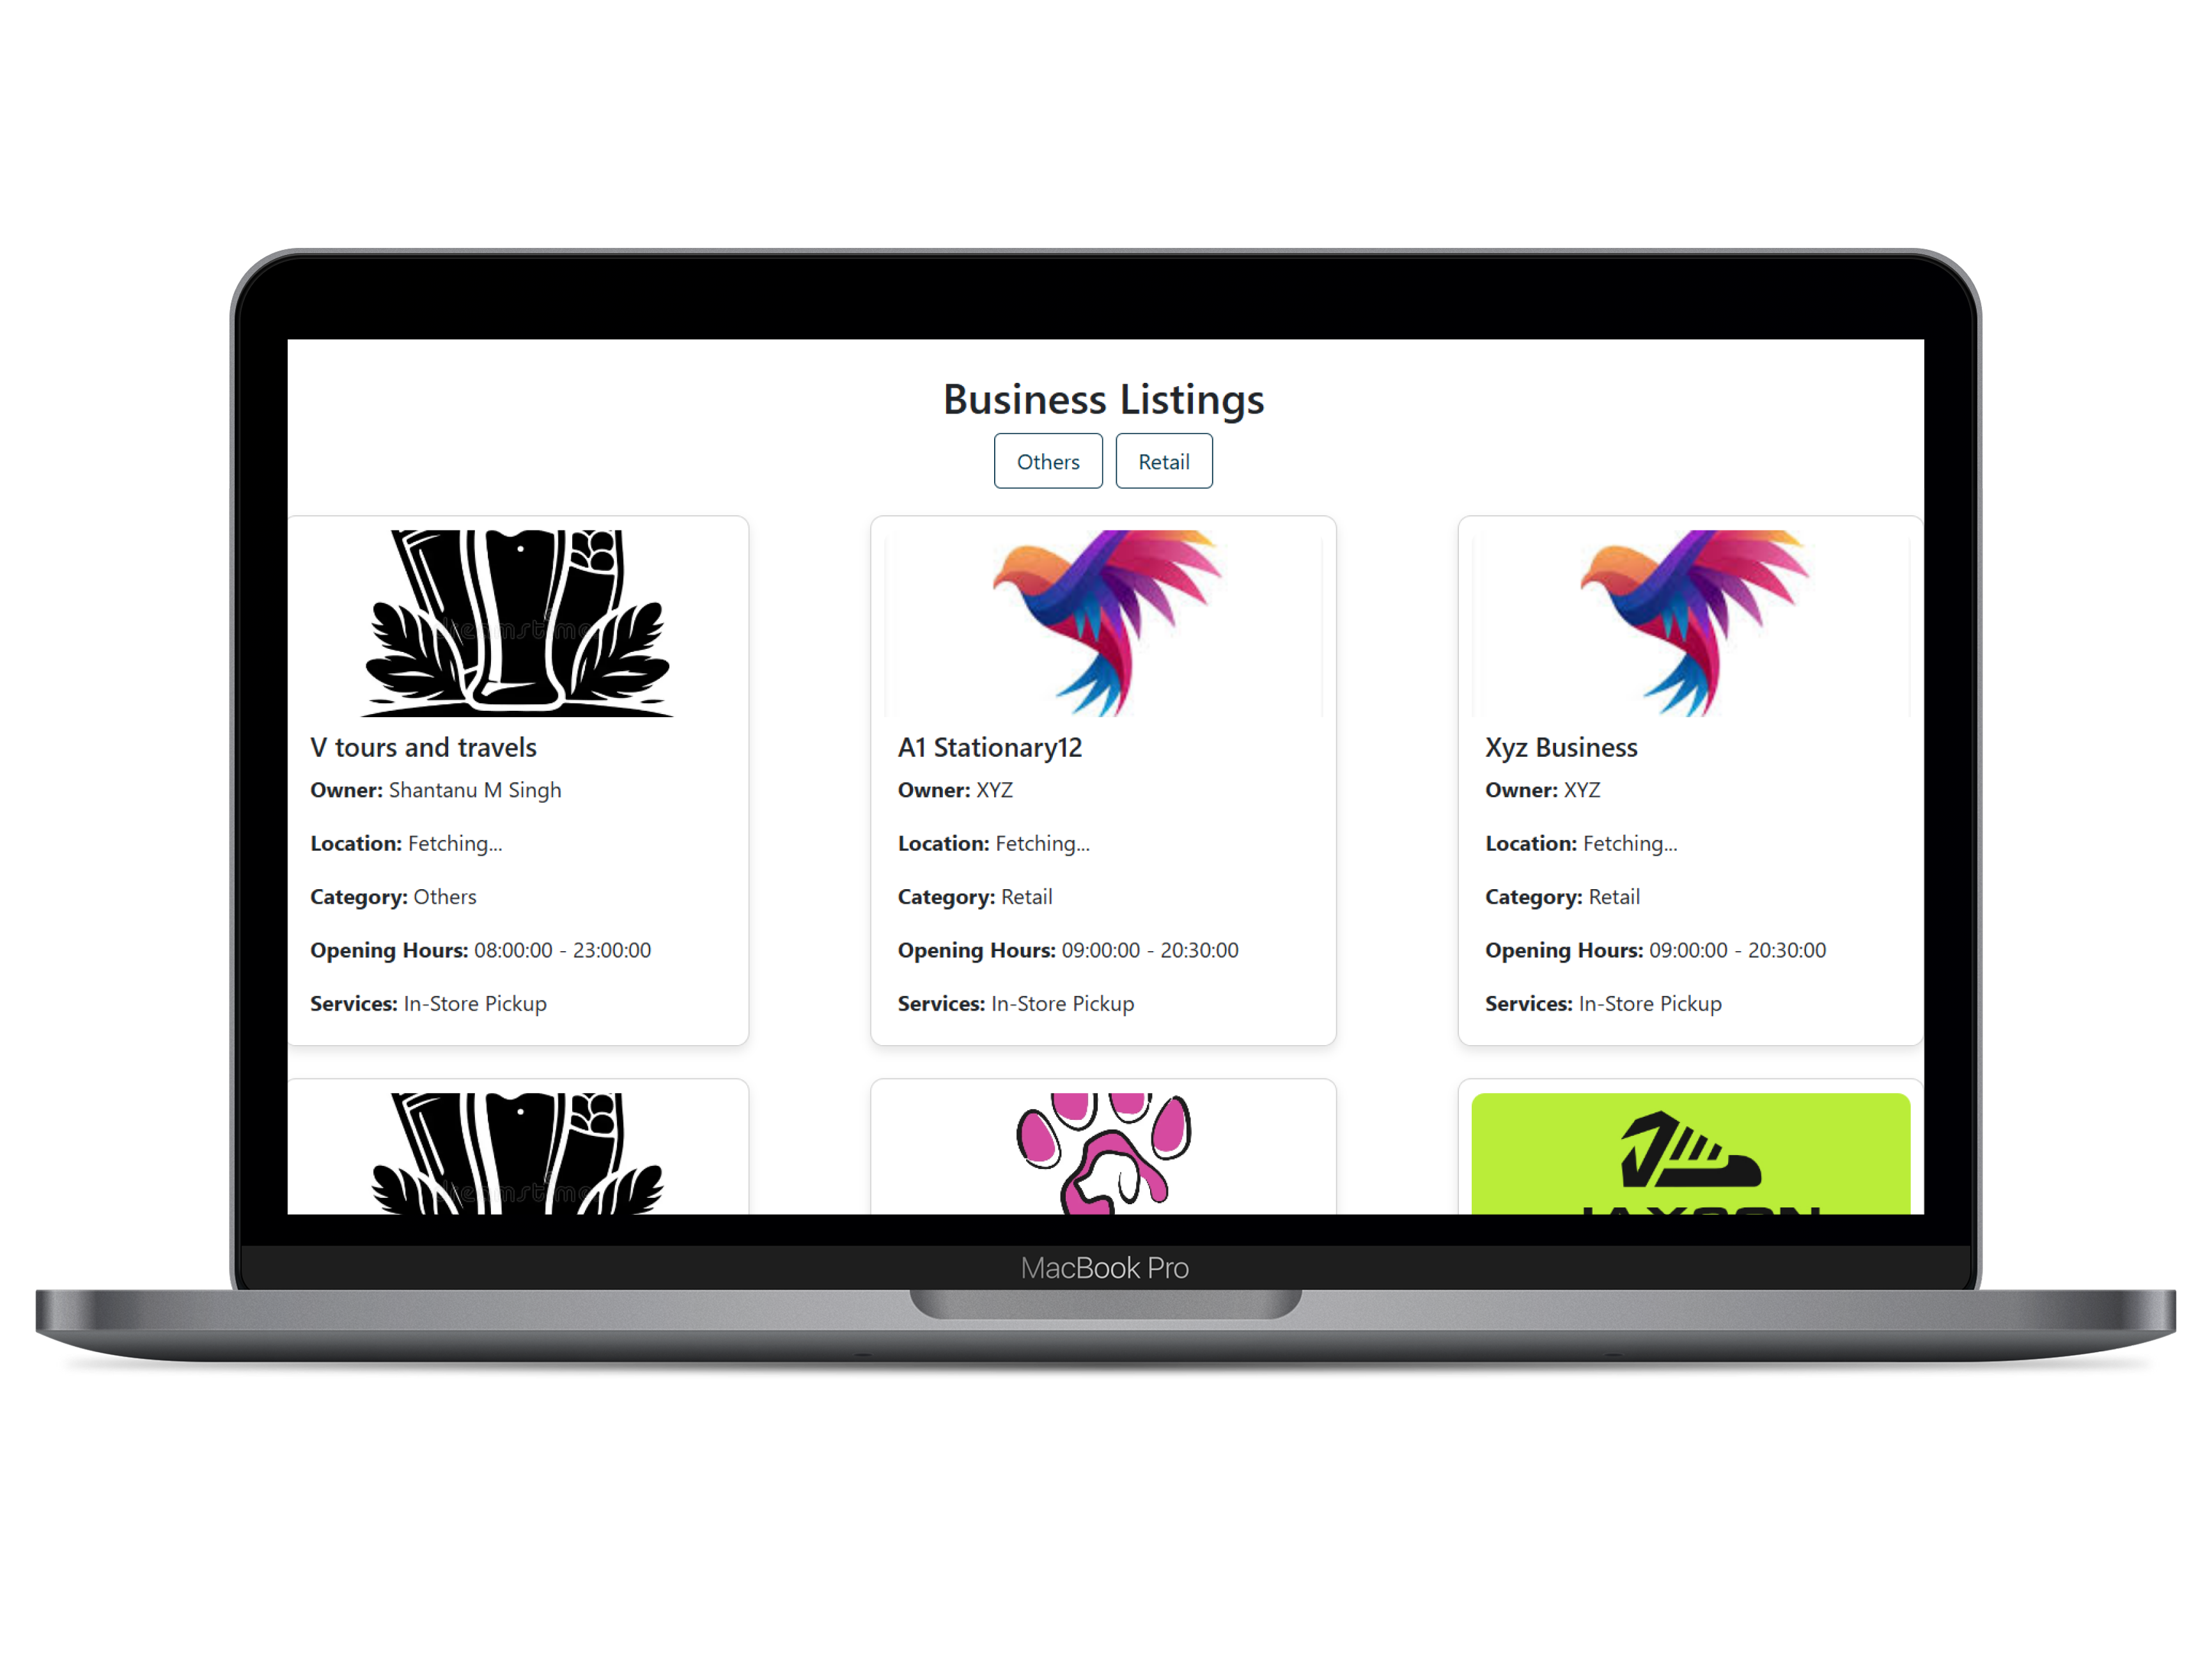 Business Listings
Others
Retail
dreamstime
V tours and travels
Owner: Shantanu M Singh
Location: Fetching...
Category: Others
Opening Hours: 08:00:00 - 23:00:00
Services: In-Store Pickup
A1 Stationary12
Owner: XYZ
Location: Fetching...
Category: Retail
Opening Hours: 09:00:00 - 20:30:00
Services: In-Store Pickup
Xyz Business
Owner: XYZ
Location: Fetching...
Category: Retail
Opening Hours: 09:00:00 - 20:30:00
Services: In-Store Pickup
dreamstime
MacBook Pro